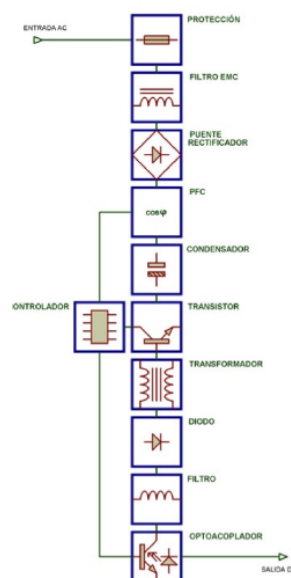 PROTECCIÓN
ENTRADA AC
FILTRO EMC
PUENTE
RECTIFICADOR
PFC
cosφ
CONDENSADOR
ONTROLADOR
TRANSISTOR
TRANSFORMADOR
DIODO
FILTRO
OPTOACOPLADOR
SALIDA D